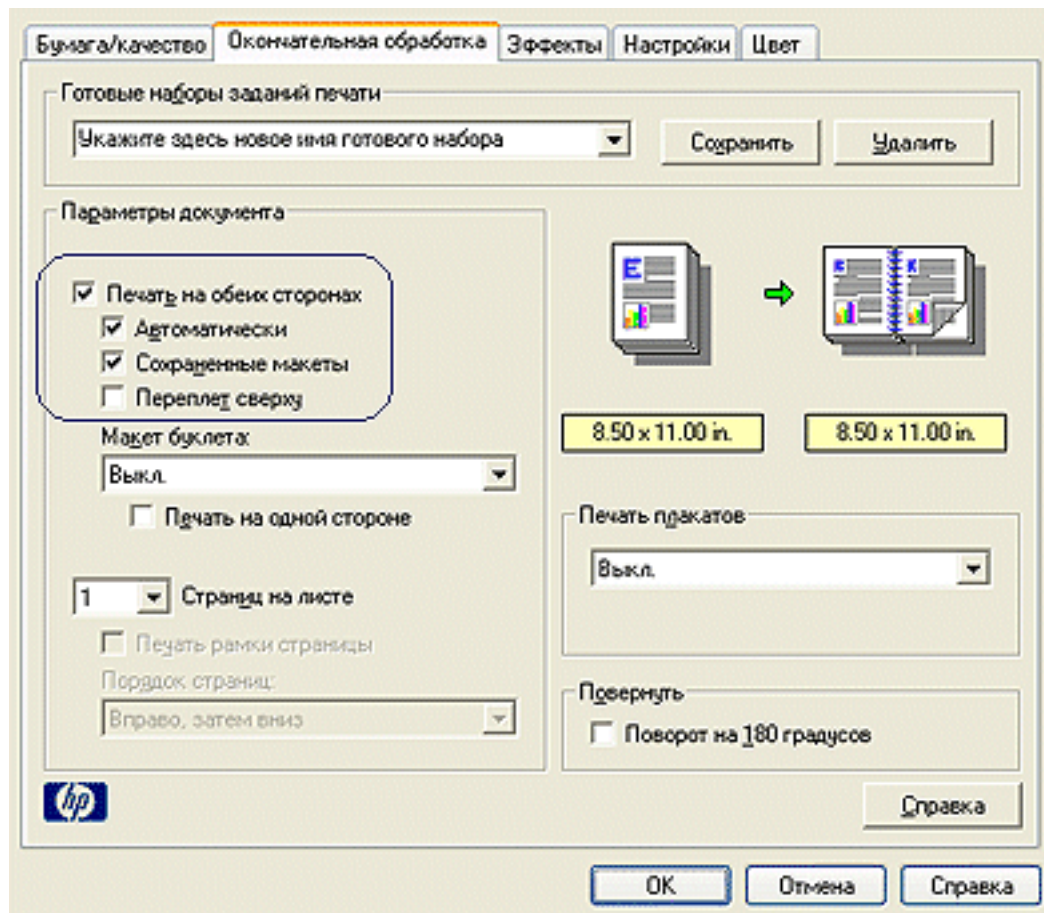 Бумага/качество Окончательная обработка Эффекты Настройки Цвет
Готовые наборы заданий печати
Укажите здесь новое имя готового набора Сохранить Удалить
Параметры документа
Печать на обеих сторонах
Автоматически
Сохраненные макеты
Переплет сверху
Макет буклета:
Выкл.
Печать на одной стороне
1 Страниц на листе
Печать рамки страницы
Порядок страниц:
Вправо, затем вниз
8.50 x 11.00 in. 8.50 x 11.00 in.
Печать плакатов
Выкл.
Повернуть
Поворот на 180 градусов
hp
Справка
OK Отмена Справка